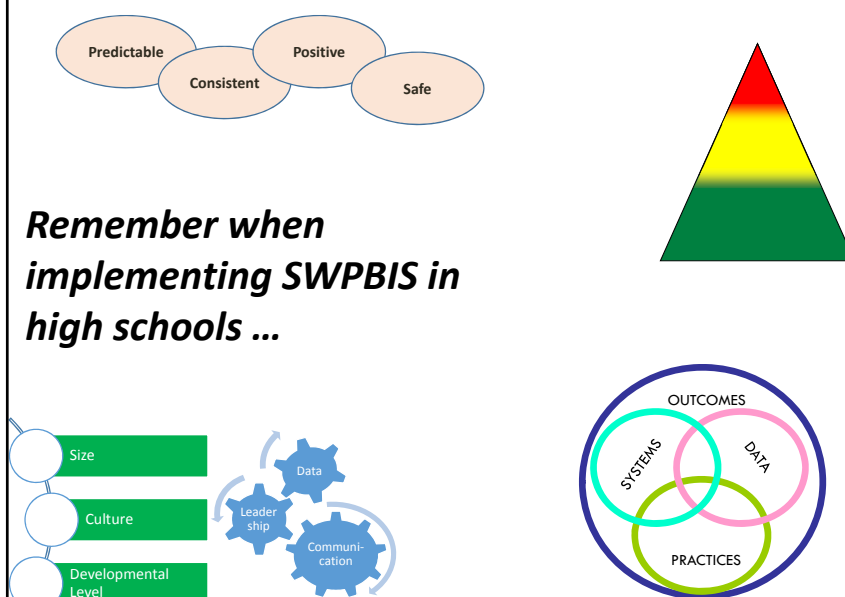 Predictable
Positive
Consistent
Safe
Remember when
implementing SWPBIS in
high schools …
OUTCOMES
SYSTEMS
DATA
PRACTICES
Size
Culture
Developmental
Level
Data
Leader
ship
Communi-
cation